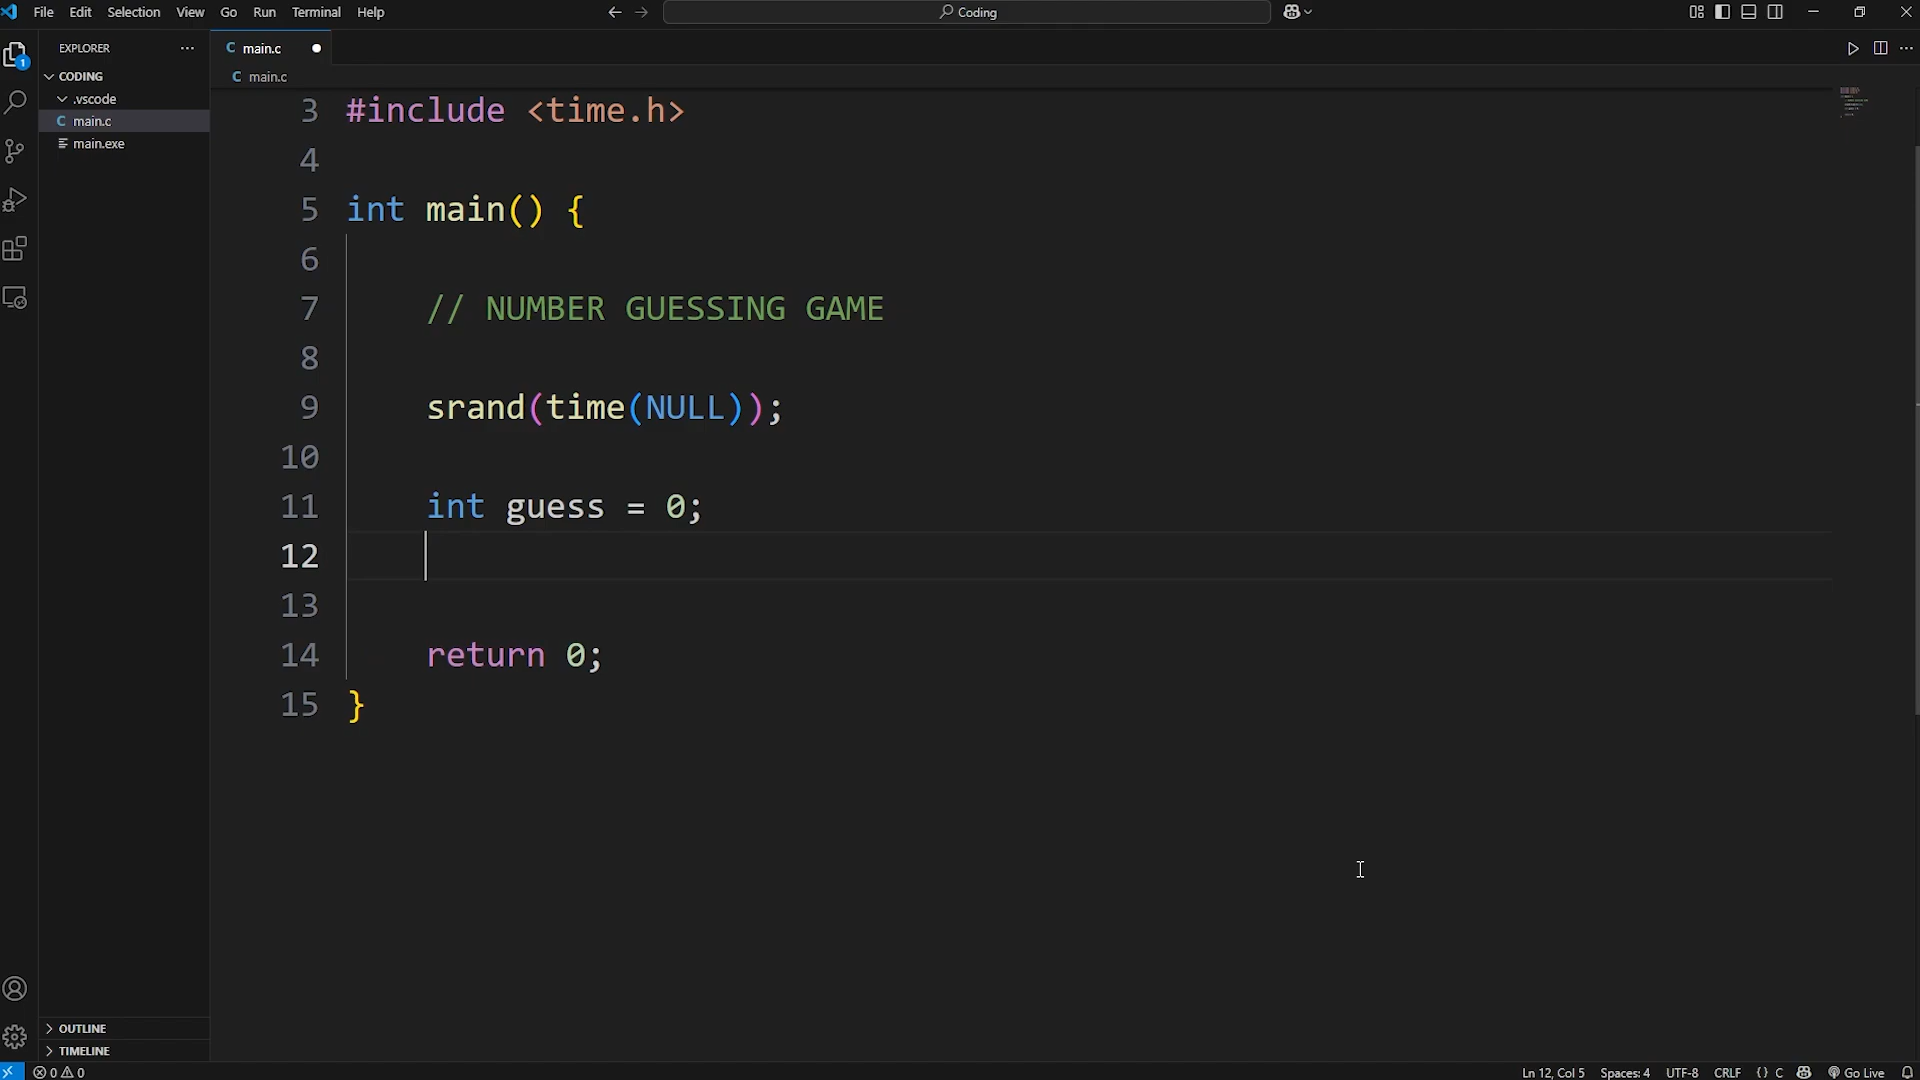 File Edit Selection View Go Run Terminal Help
Coding
EXPLORER
main.c
1
CODING
main.c
.vscode
main.c
main.exe
3 #include <time.h>
4
5 int main() {
6
7 // NUMBER GUESSING GAME
8
9 srand(time(NULL));
10
11 int guess = 0;
12
13
14 return 0;
15 }
OUTLINE
TIMELINE
0 0 Ln 12, Col 5 Spaces: 4 UTF-8 CRLF {} C Go Live